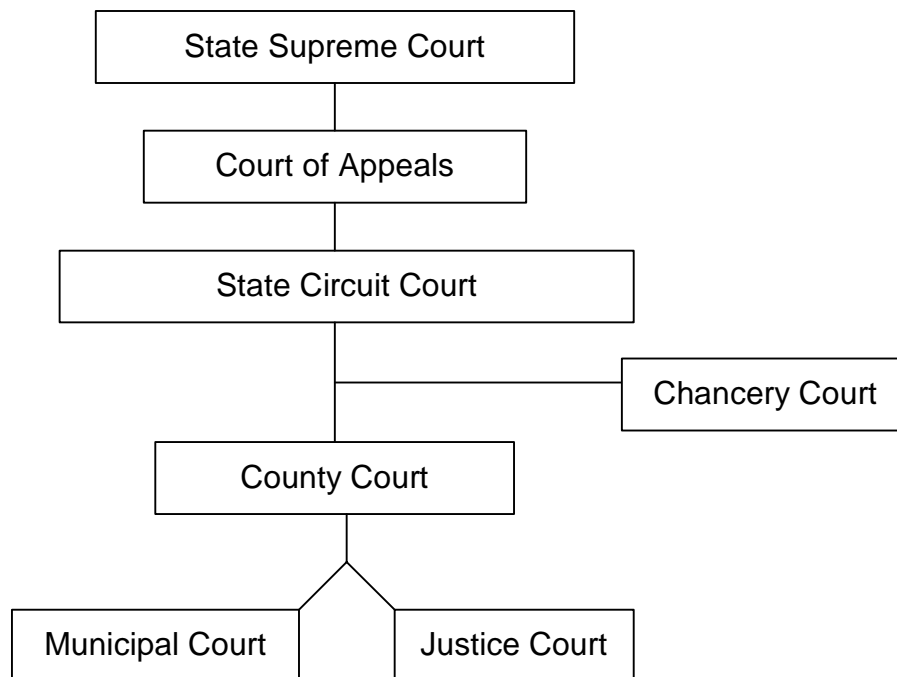 State Supreme Court
Court of Appeals
State Circuit Court
Chancery Court
County Court
Municipal Court
Justice Court